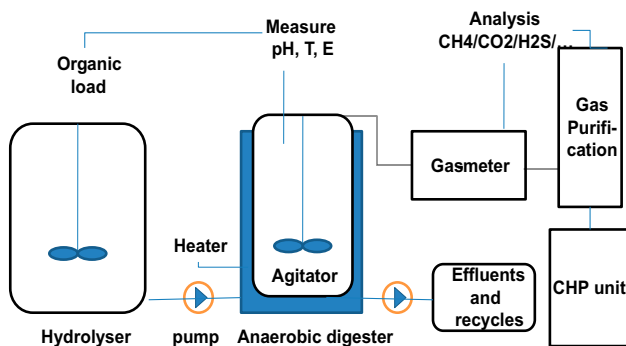 Measure
pH, T, E
Analysis
CH4/CO2/H2S/...
Organic
load
Gas
Purifi-
cation
Gasmeter
Heater
Agitator
Effluents
and
recycles
CHP unit
Hydrolyser
pump
Anaerobic digester